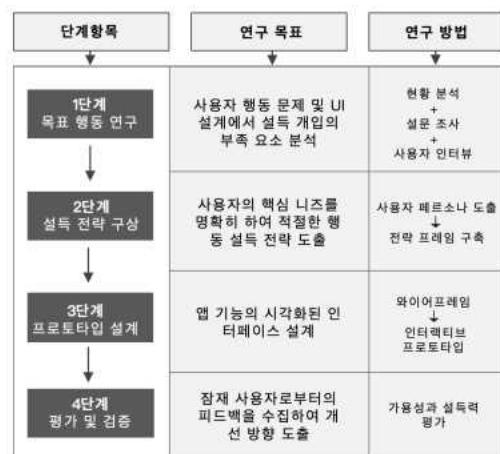 단계항목
연구 목표
연구 방법
1단계
목표 행동 연구
사용자 행동 문제 및 UI
설계에서 설득 개입의
부족 요소 분석
현황 분석
+
설문 조사
+
사용자 인터뷰
2단계
설득 전략 구상
사용자의 핵심 니즈를
명확히 하여 적절한 행
동 설득 전략 도출
사용자 페르소나 도출
전략 프레임 구축
3단계
프로토타입 설계
앱 기능의 시각화된 인
터페이스 설계
와이어프레임
인터랙티브
프로토타입
4단계
평가 및 검증
잠재 사용자로부터의
피드백을 수집하여 개
선 방향 도출
가용성과 설득력
평가